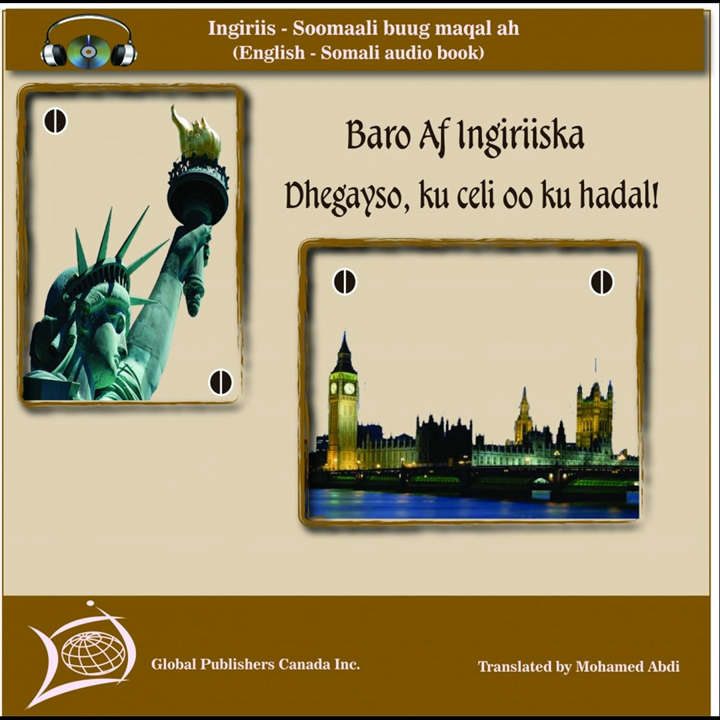 Ingiriis - Soomaali buug maqal ah
(English - Somali audio book)
Baro Af Ingiriiska
Dhegayso, ku celi oo ku hadal!
Global Publishers Canada Inc.
Translated by Mohamed Abdi